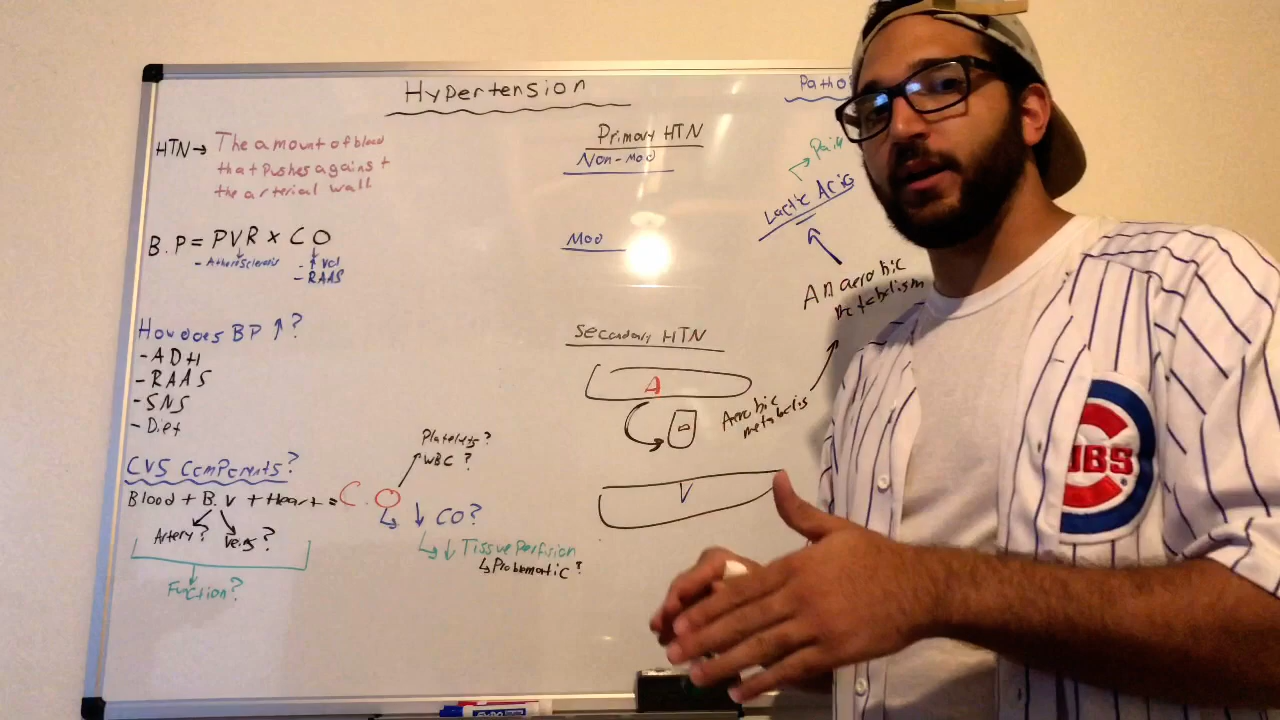 Hypertension
HTN→ The amount of blood
that pushes against
the arterial wall
B.P = PVR x CO
- Atherosclerosis
- ↑ Vol
- RAAS
How does BP ↑?
- ADH
- RAAS
- SNS
- Diet
CVS Components?
Blood + B.V + Heart = C.O
Artery? Veins?
Function?
Platelets?
WBC?
↓ CO?
↓ Tissue Perfusion
Problematic?
Primary HTN
Non-Mod
Mod
Secondary HTN
A
V
Aerobic
metabolis
Anaerobic
metabolism
Lactic Acid
Pain
Patho
CUBS